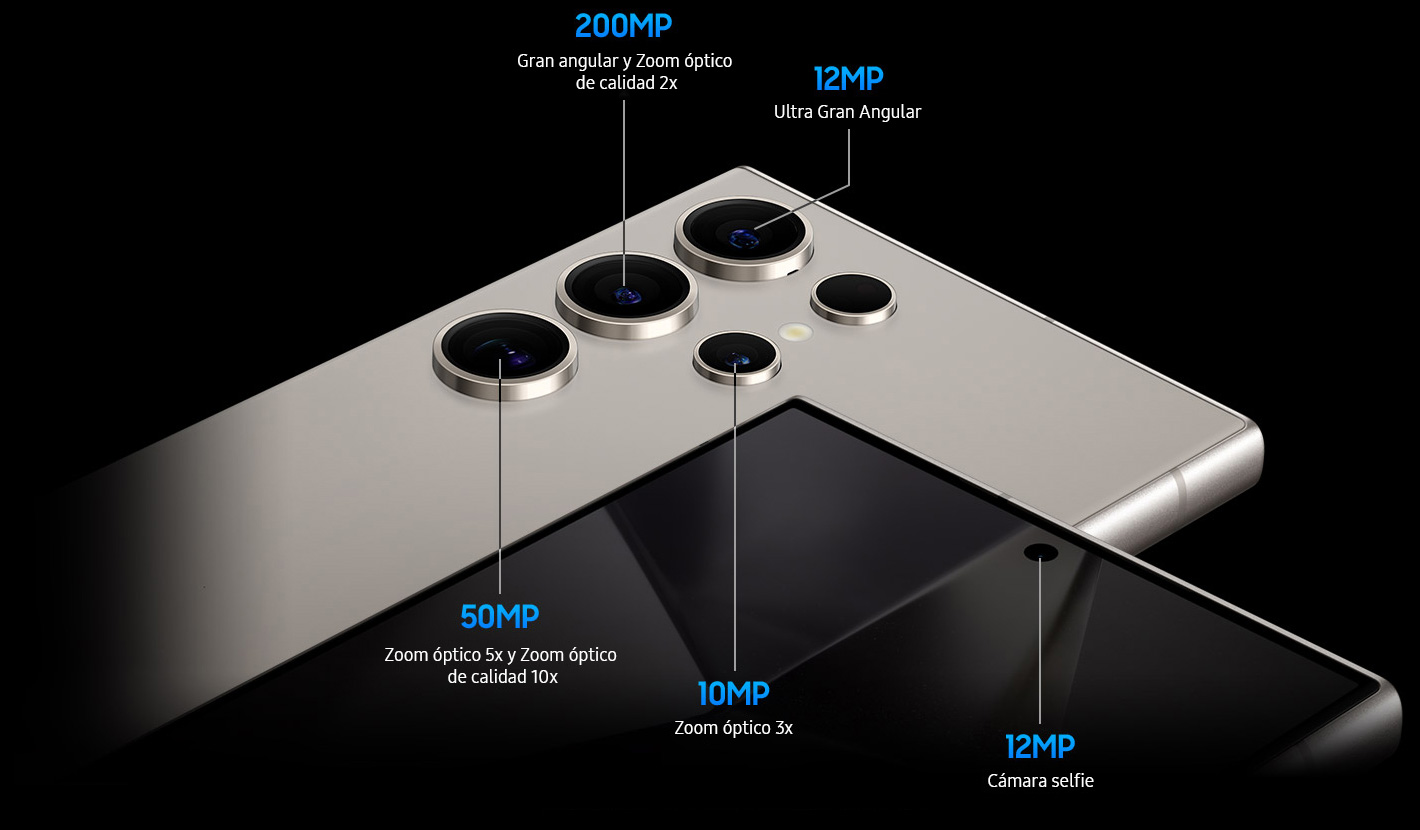 200MP
Gran angular y Zoom óptico
de calidad 2x
12MP
Ultra Gran Angular
50MP
Zoom óptico 5x y Zoom óptico
de calidad 10x
10MP
Zoom óptico 3x
12MP
Cámara selfie